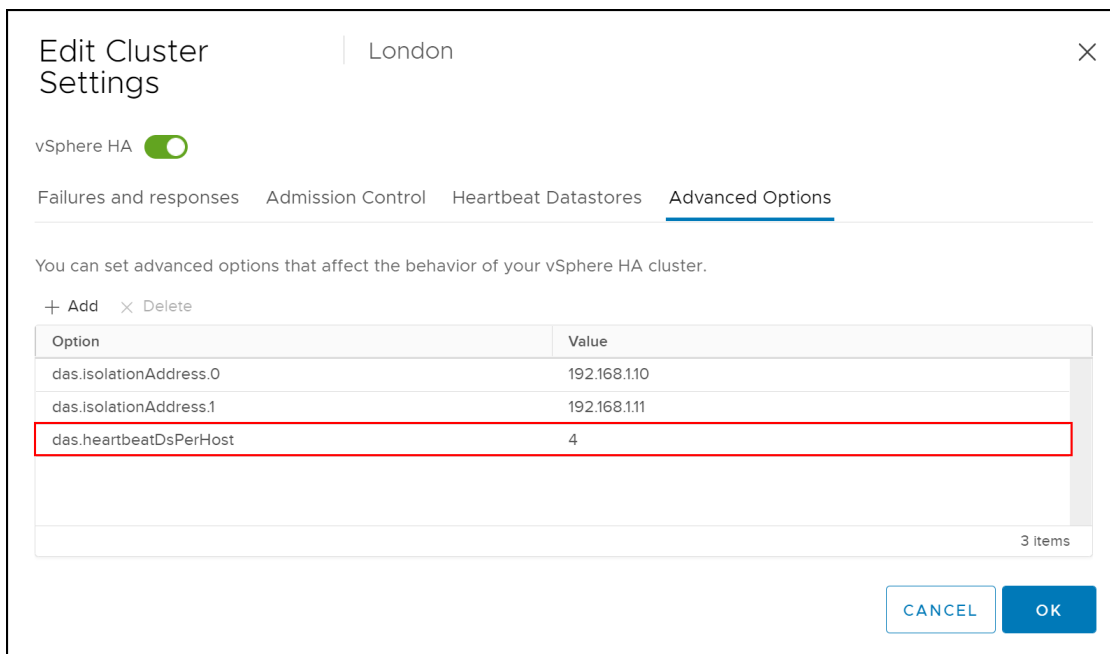 Edit Cluster
Settings
London
vSphere HA
Failures and responses Admission Control Heartbeat Datastores Advanced Options
You can set advanced options that affect the behavior of your vSphere HA cluster.
Add Delete
Option Value
das.isolationAddress.0 192.168.1.10
das.isolationAddress.1 192.168.1.11
das.heartbeatDsPerHost 4
3 items
CANCEL OK